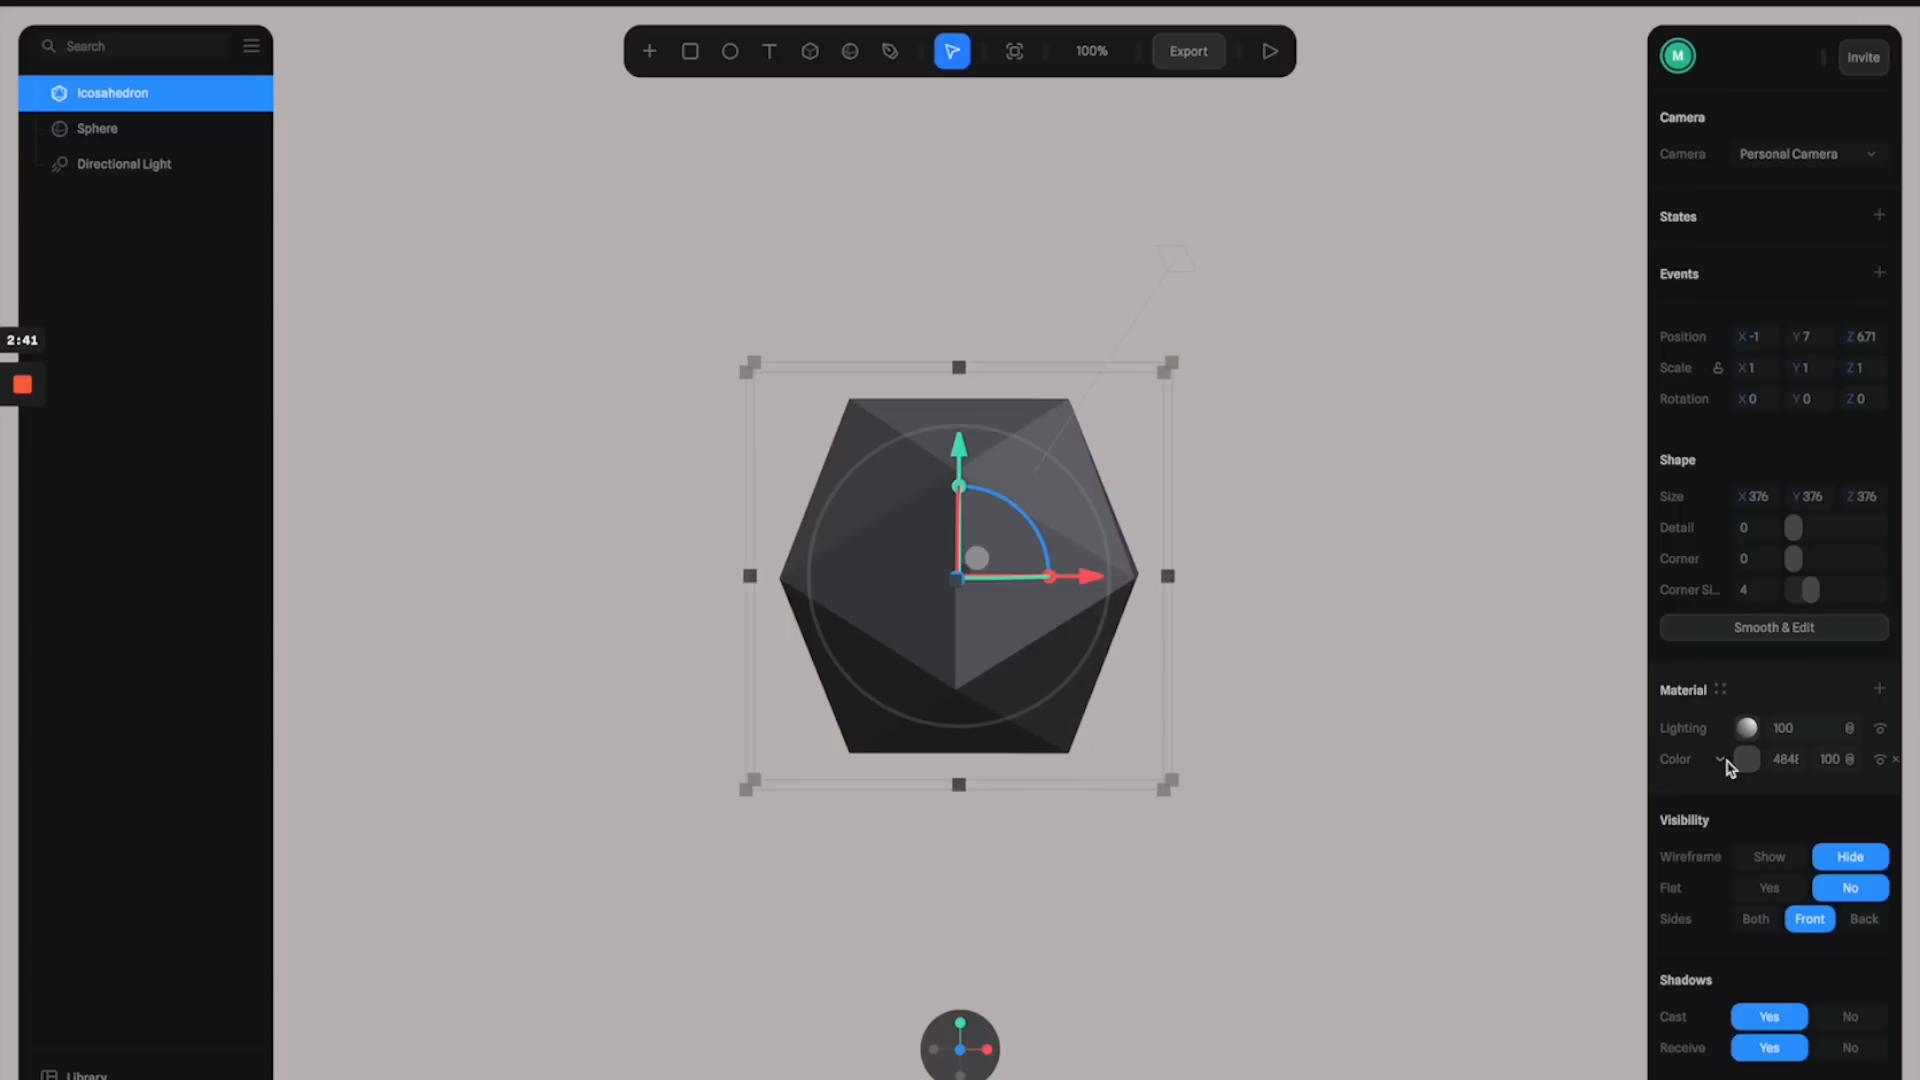 Search
Icosahedron
Sphere
Directional Light
2:41
Library
100%
Export
M
Invite
Camera
Camera Personal Camera
States
Events
Position X -1 Y 7 Z 6.71
Scale X 1 Y 1 Z 1
Rotation X 0 Y 0 Z 0
Shape
Size X 376 Y 376 Z 376
Detail 0
Corner 0
Corner Si... 4
Smooth & Edit
Material
Lighting 100
Color 4848 100
Visibility
Wireframe Show Hide
Flat Yes No
Sides Both Front Back
Shadows
Cast Yes No
Receive Yes No